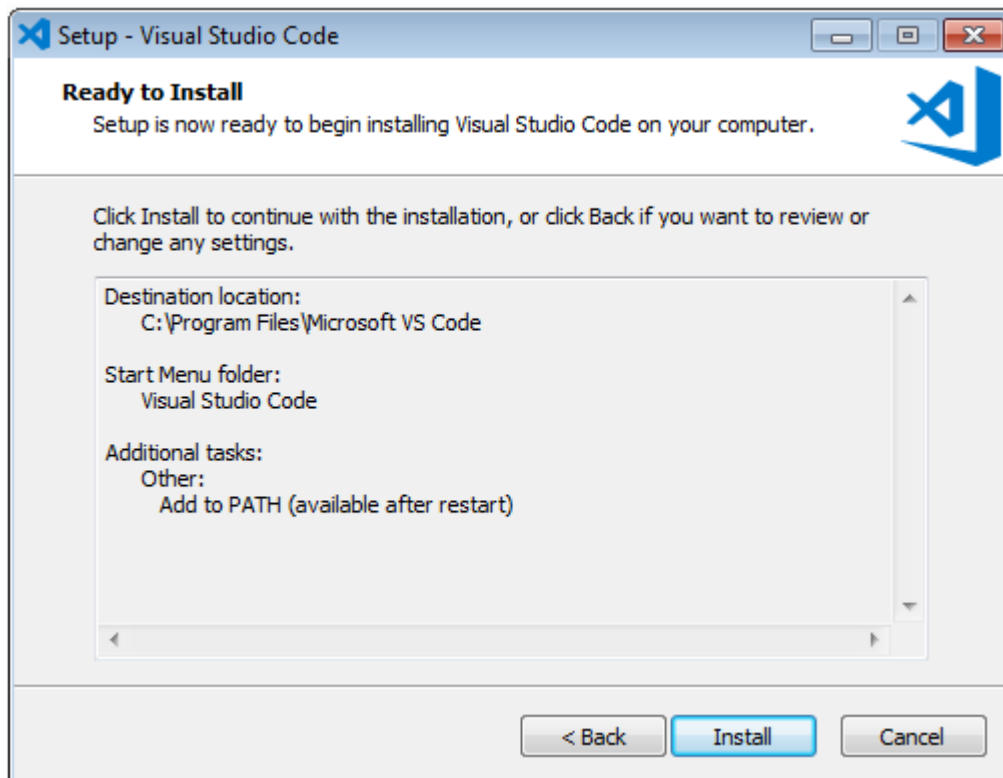 Setup - Visual Studio Code
Ready to Install
Setup is now ready to begin installing Visual Studio Code on your computer.
Click Install to continue with the installation, or click Back if you want to review or
change any settings.
Destination location:
C:\Program Files\Microsoft VS Code
Start Menu folder:
Visual Studio Code
Additional tasks:
Other:
Add to PATH (available after restart)
< Back Install Cancel